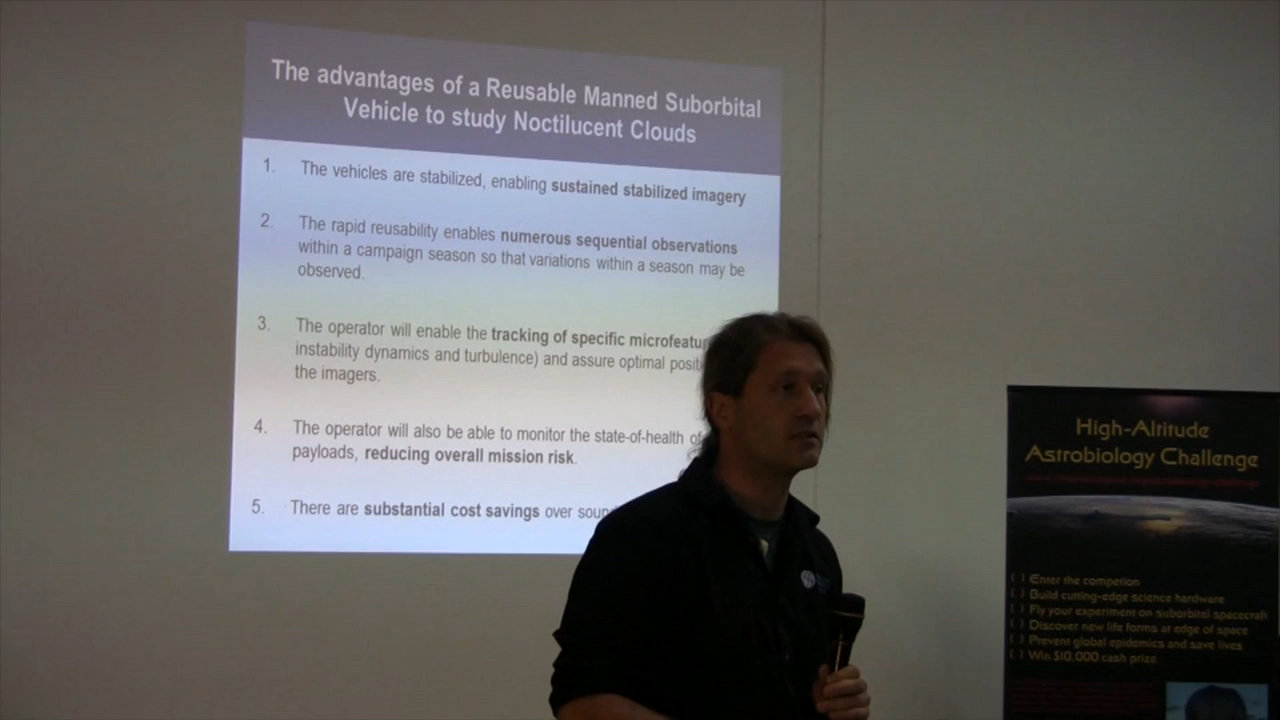 The advantages of a Reusable Manned Suborbital
Vehicle to study Noctilucent Clouds
1. The vehicles are stabilized, enabling sustained stabilized imagery
2. The rapid reusability enables numerous sequential observations
within a campaign season so that variations within a season may be
observed.
3. The operator will enable the tracking of specific microfeatur
instability dynamics and turbulence) and assure optimal posit
the imagers.
4. The operator will also be able to monitor the state-of-health of
payloads, reducing overall mission risk.
5. There are substantial cost savings over soun
High-Altitude
Astrobiology Challenge
( ) Enter the competion
( ) Build cutting-edge science hardware
( ) Fly your experiment on suborbital spacecraft
( ) Discover new life forms at edge of space
( ) Prevent global epidemics and save lives
( ) Win $10,000 cash prize